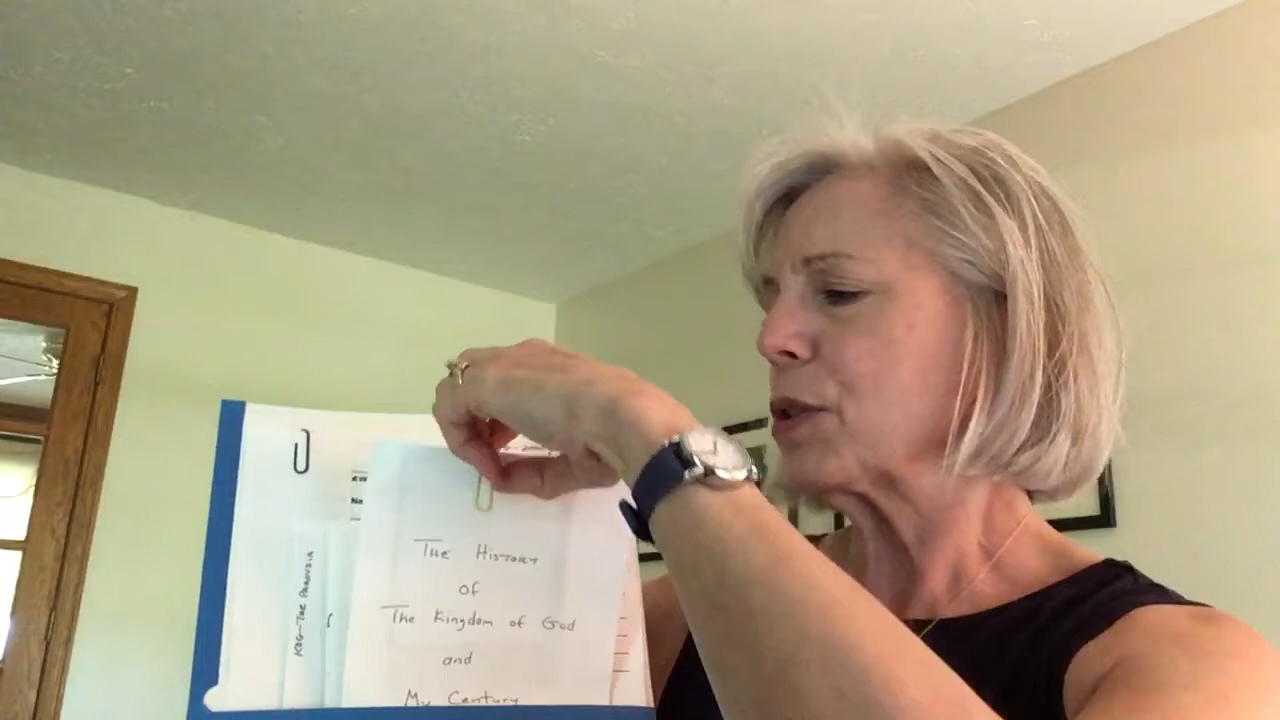 KOG-The Parousia
The History
of
The Kingdom of God
and
My Century